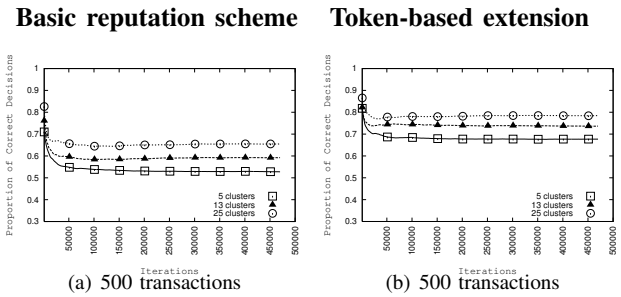 Basic reputation scheme
Token-based extension
Proportion of Correct Decisions
1
0.9
0.8
0.7
0.6
0.5
0.4
0.3
5 clusters
13 clusters
25 clusters
50000
100000
150000
200000
250000
300000
350000
400000
450000
500000
Iterations
(a) 500 transactions
Proportion of Correct Decisions
1
0.9
0.8
0.7
0.6
0.5
0.4
0.3
5 clusters
13 clusters
25 clusters
50000
100000
150000
200000
250000
300000
350000
400000
450000
500000
Iterations
(b) 500 transactions